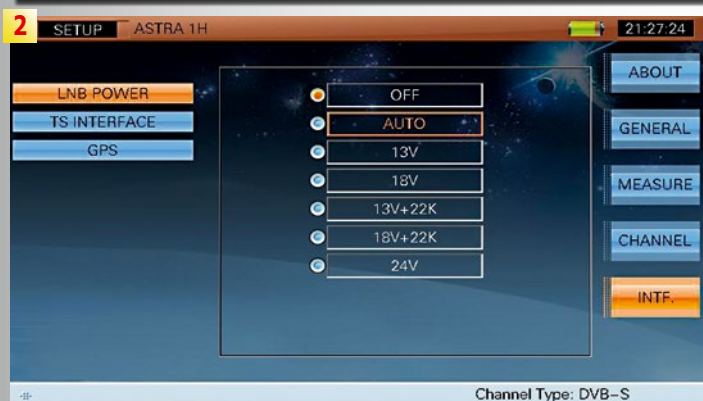 2
SETUP ASTRA 1H 21:27:24
LNB POWER
TS INTERFACE
GPS
OFF
AUTO
13V
18V
13V+22K
18V+22K
24V
ABOUT
GENERAL
MEASURE
CHANNEL
INTF.
Channel Type: DVB-S